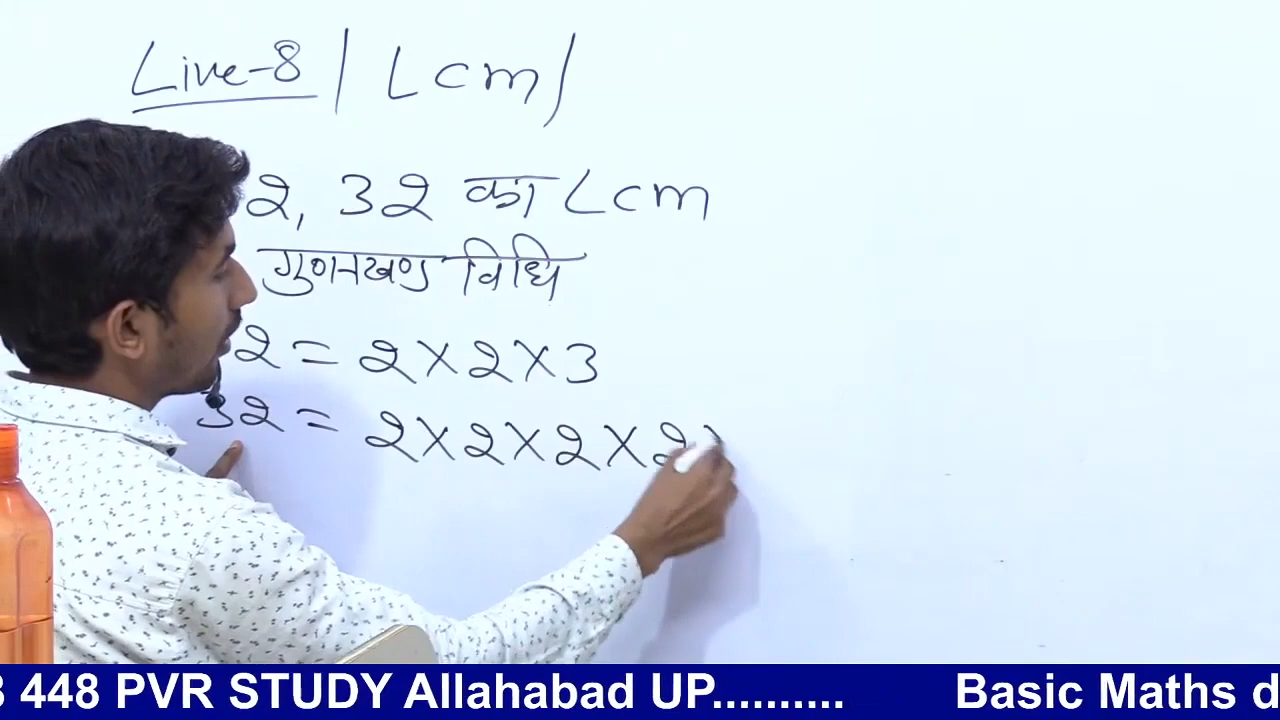 Live-8 | Lcm |
2, 32 का Lcm
गुणनखण्ड विधि
2 = 2×2×3
32 = 2×2×2×2×
3 448 PVR STUDY Allahabad UP.......... Basic Maths d